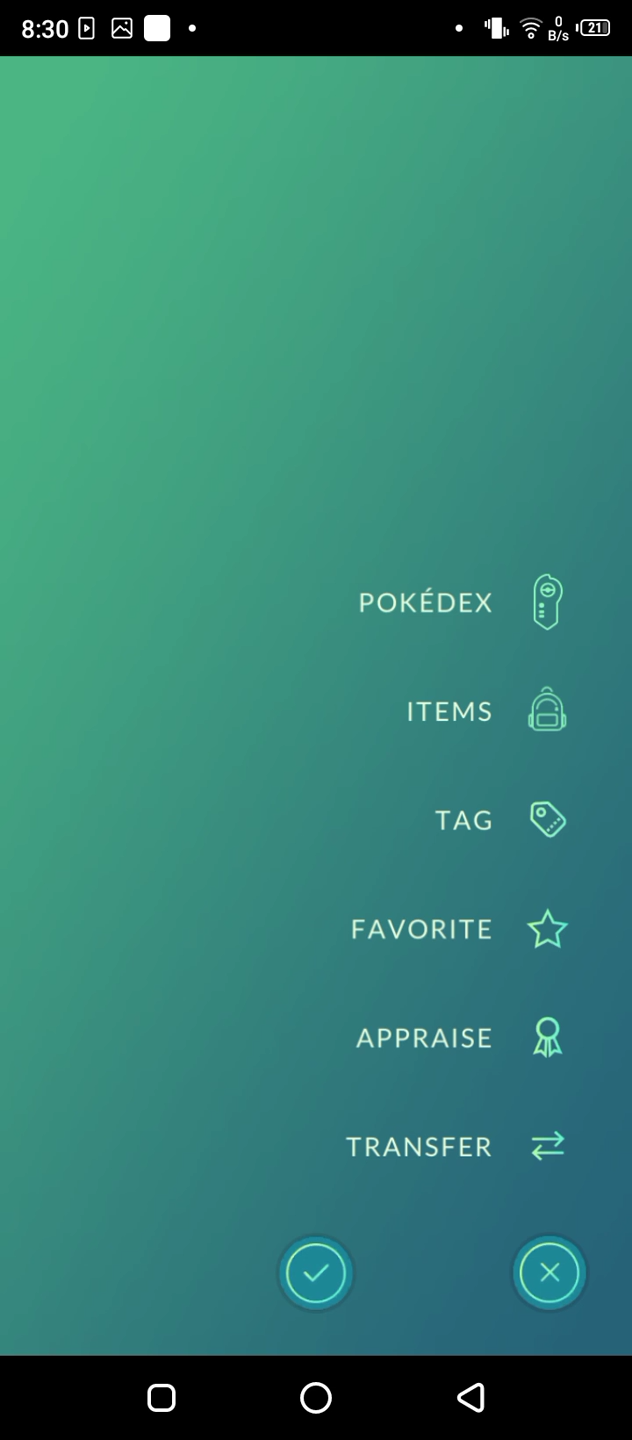 8:30
0
B/s
21
POKÉDEX
ITEMS
TAG
FAVORITE
APPRAISE
TRANSFER